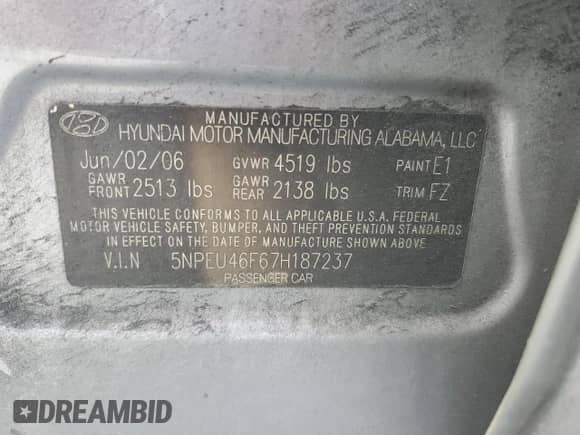 MANUFACTURED BY
HYUNDAI MOTOR MANUFACTURING ALABAMA, LLC
Jun/02/06 GVWR 4519 lbs PAINT E1
GAWR FRONT 2513 lbs GAWR REAR 2138 lbs TRIM FZ
THIS VEHICLE CONFORMS TO ALL APPLICABLE U.S.A. FEDERAL
MOTOR VEHICLE SAFETY, BUMPER, AND THEFT PREVENTION STANDARDS
IN EFFECT ON THE DATE OF MANUFACTURE SHOWN ABOVE
V.I.N 5NPEU46F67H187237
PASSENGER CAR
DREAMBID